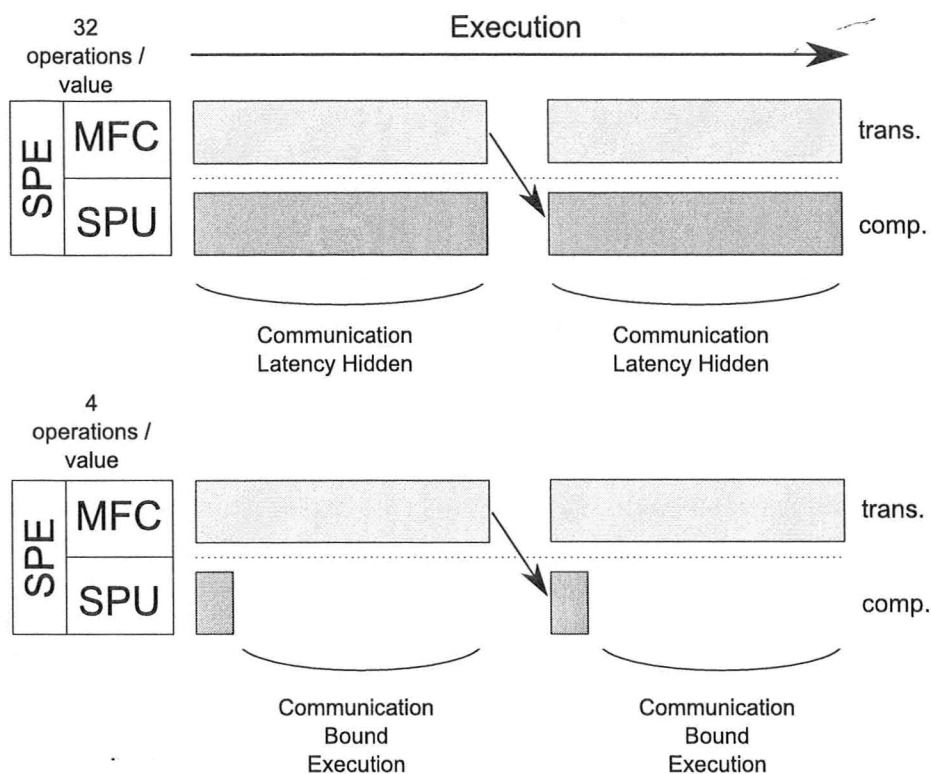 32
operations /
value
Execution
SPE
MFC
SPU
trans.
comp.
Communication
Latency Hidden
Communication
Latency Hidden
4
operations /
value
SPE
MFC
SPU
trans.
comp.
Communication
Bound
Execution
Communication
Bound
Execution